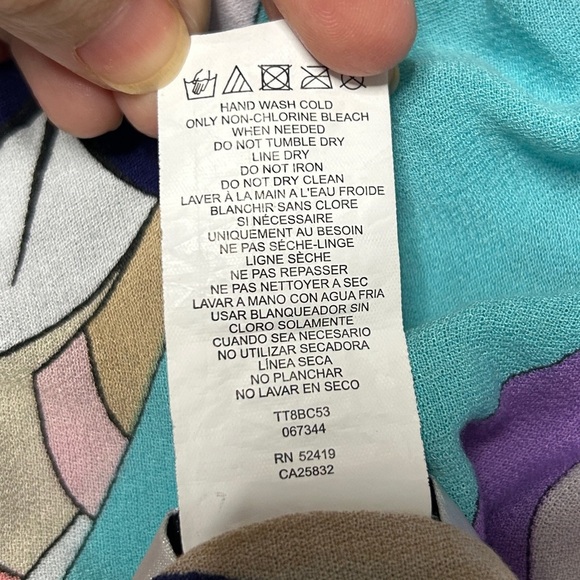 HAND WASH COLD
ONLY NON-CHLORINE BLEACH
WHEN NEEDED
DO NOT TUMBLE DRY
LINE DRY
DO NOT IRON
DO NOT DRY CLEAN
LAVER À LA MAIN A L'EAU FROIDE
BLANCHIR SANS CLORE
SI NÉCESSAIRE
UNIQUEMENT AU BESOIN
NE PAS SÈCHE-LINGE
LIGNE SÈCHE
NE PAS REPASSER
NE PAS NETTOYER A SEC
LAVAR A MANO CON AGUA FRIA
USAR BLANQUEADOR SIN
CLORO SOLAMENTE
CUANDO SEA NECESARIO
NO UTILIZAR SECADORA
LÍNEA SECA
NO PLANCHAR
NO LAVAR EN SECO
TT8BC53
067344
RN 52419
CA25832